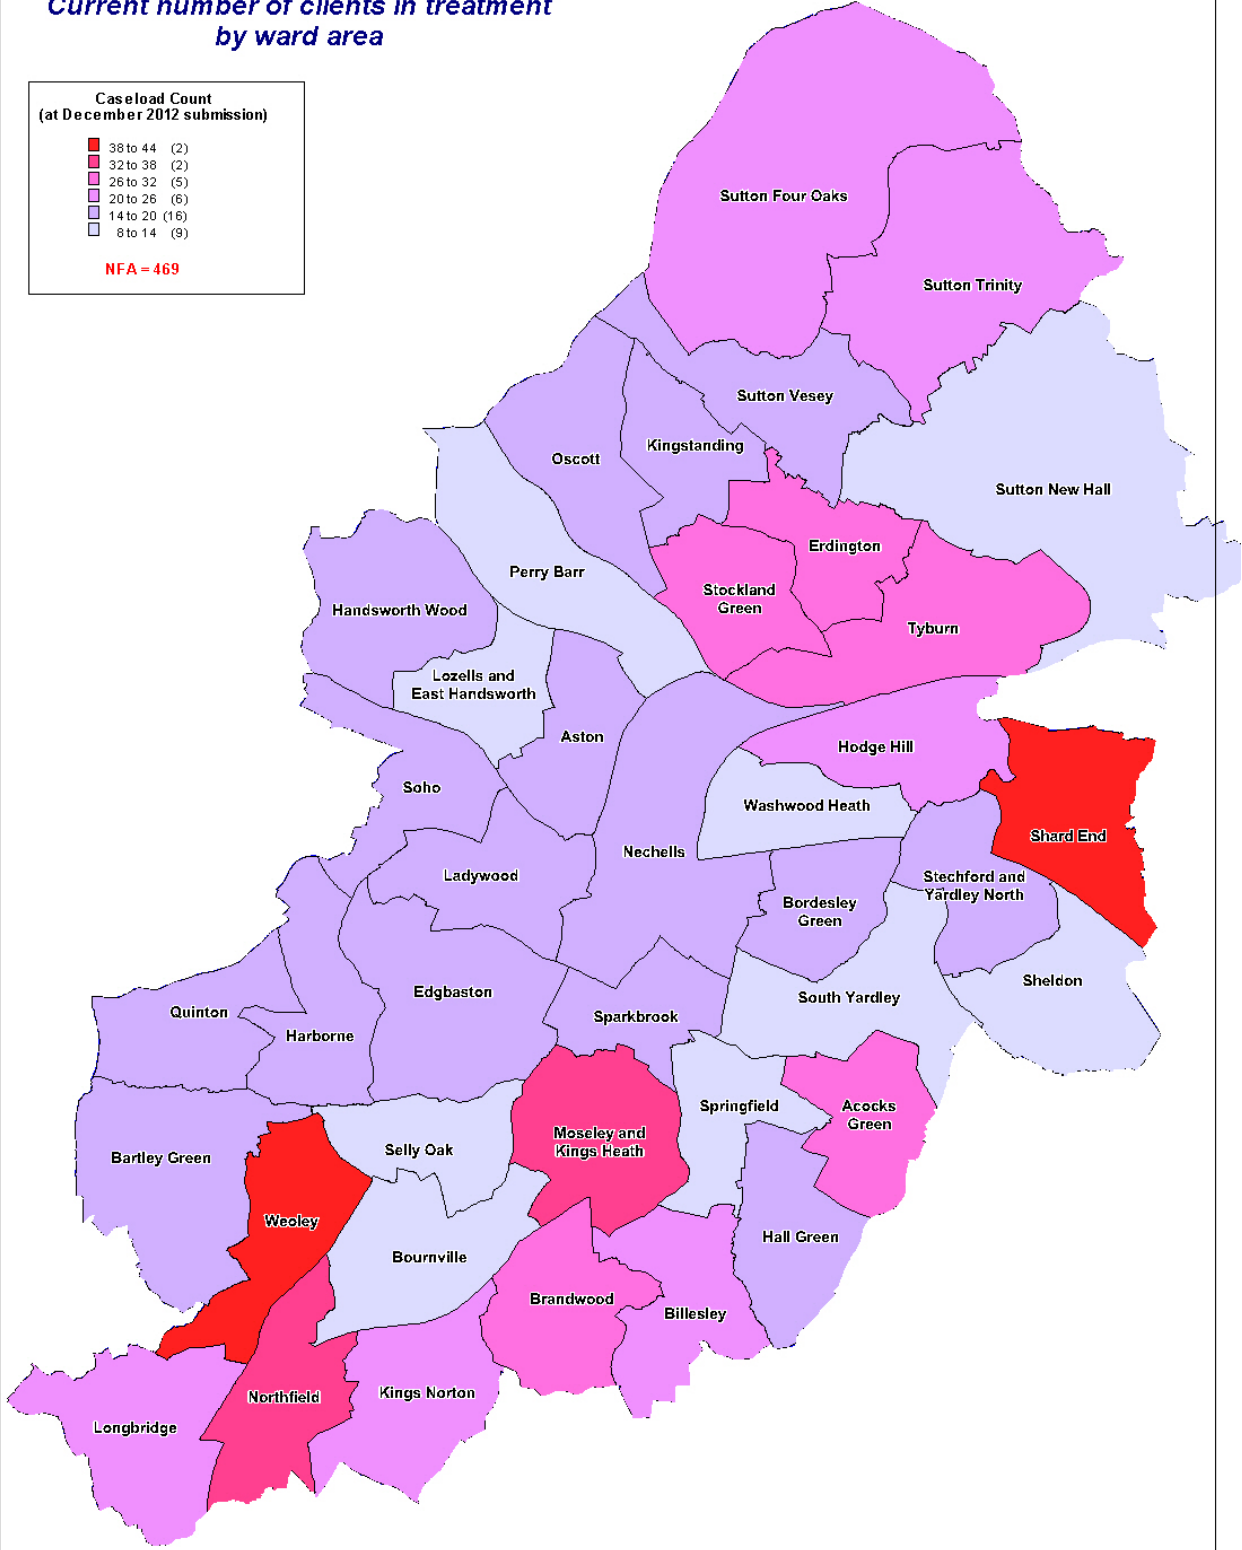 Current number of clients in treatment
by ward area
Caseload Count
(at December 2012 submission)
38 to 44 (2)
32 to 38 (2)
26 to 32 (5)
20 to 26 (6)
14 to 20 (16)
8 to 14 (9)
NFA = 469
Sutton Four Oaks
Sutton Trinity
Sutton Vesey
Kingstanding
Oscott
Sutton New Hall
Erdington
Perry Barr
Stockland
Green
Handsworth Wood
Tyburn
Lozells and
East Handsworth
Aston
Hodge Hill
Soho
Washwood Heath
Shard End
Nechells
Ladywood
Stechford and
Yardley North
Bordesley
Green
Sheldon
Edgbaston
South Yardley
Quinton
Sparkbrook
Harborne
Springfield
Acocks
Green
Moseley and
Kings Heath
Selly Oak
Bartley Green
Weoley
Hall Green
Bournville
Brandwood
Billesley
Kings Norton
Northfield
Longbridge